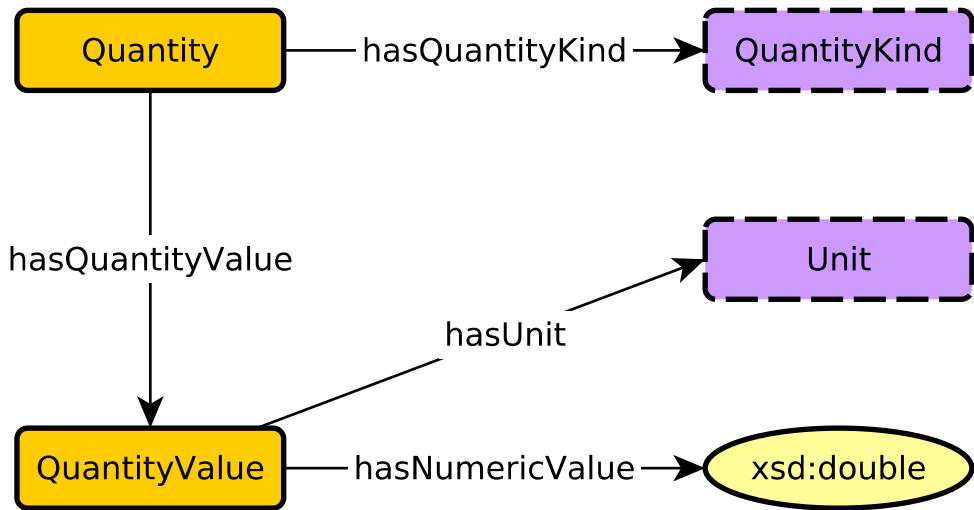 Quantity
hasQuantityKind
QuantityKind
hasQuantityValue
Unit
hasUnit
QuantityValue
hasNumericValue
xsd:double